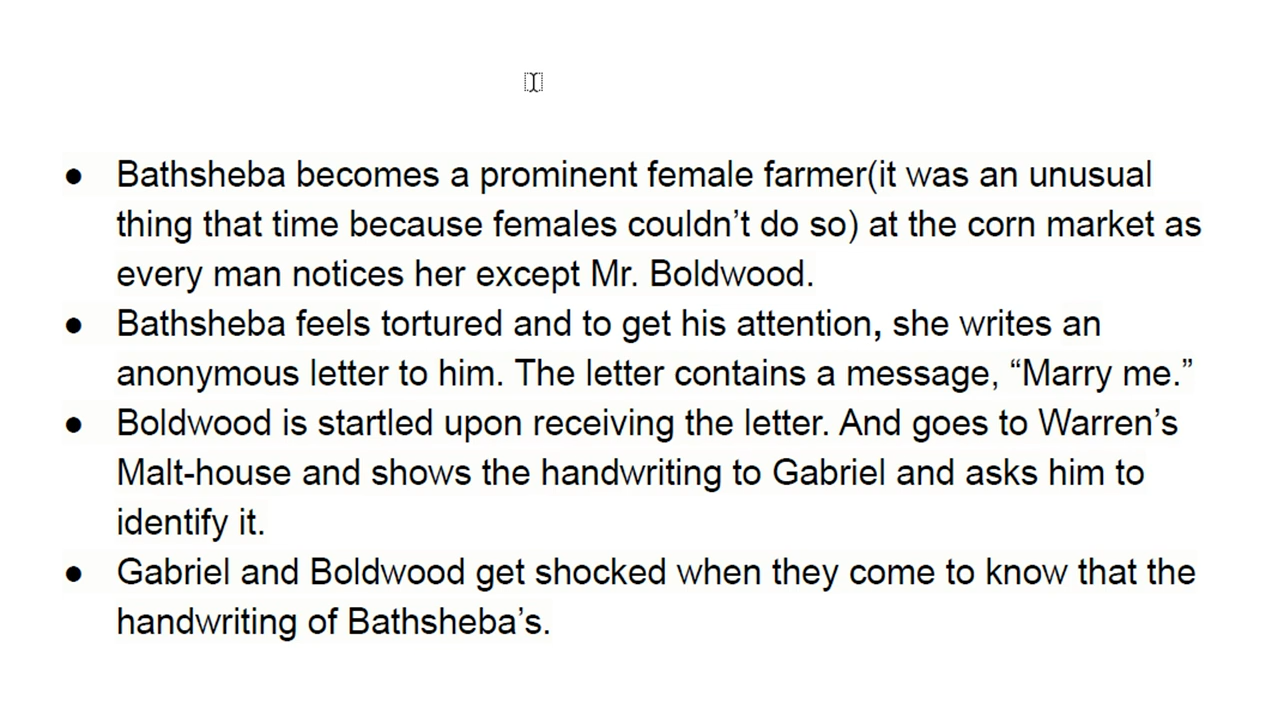 ● Bathsheba becomes a prominent female farmer(it was an unusual
thing that time because females couldn’t do so) at the corn market as
every man notices her except Mr. Boldwood.
● Bathsheba feels tortured and to get his attention, she writes an
anonymous letter to him. The letter contains a message, “Marry me.”
● Boldwood is startled upon receiving the letter. And goes to Warren’s
Malt-house and shows the handwriting to Gabriel and asks him to
identify it.
● Gabriel and Boldwood get shocked when they come to know that the
handwriting of Bathsheba’s.